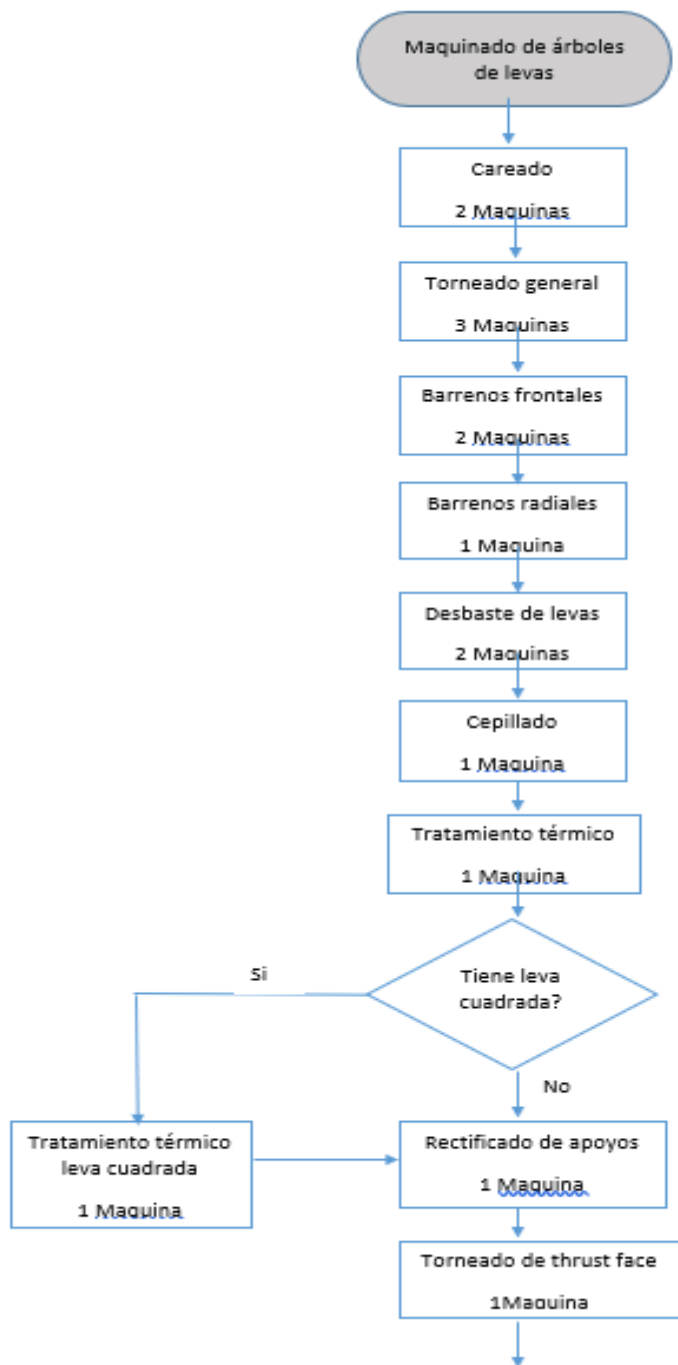 Maquinado de árboles
de levas
Careado
2 Maquinas
Torneado general
3 Maquinas
Barrenos frontales
2 Maquinas
Barrenos radiales
1 Maquina
Desbaste de levas
2 Maquinas
Cepillado
1 Maquina
Tratamiento térmico
1 Maquina
Tiene leva
cuadrada?
Si
No
Tratamiento térmico
leva cuadrada
1 Maquina
Rectificado de apoyos
1 Maquina
Torneado de thrust face
1Maquina